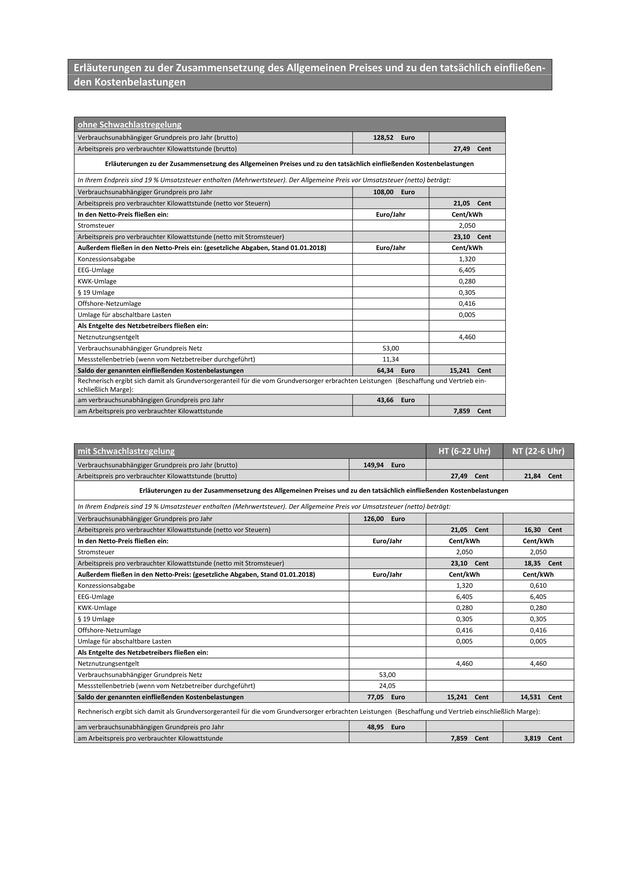 Erläuterungen zu der Zusammensetzung des Allgemeinen Preises und zu den tatsächlich einfließen-
den Kostenbelastungen
ohne Schwachlastregelung
Verbrauchsunabhängiger Grundpreis pro Jahr (brutto) 128,52 Euro
Arbeitspreis pro verbrauchter Kilowattstunde (brutto) 27,49 Cent
Erläuterungen zu der Zusammensetzung des Allgemeinen Preises und zu den tatsächlich einfließenden Kostenbelastungen
In Ihrem Endpreis sind 19 % Umsatzsteuer enthalten (Mehrwertsteuer). Der Allgemeine Preis vor Umsatzsteuer (netto) beträgt:
Verbrauchsunabhängiger Grundpreis pro Jahr 108,00 Euro
Arbeitspreis pro verbrauchter Kilowattstunde (netto vor Steuern) 21,05 Cent
In den Netto-Preis fließen ein: Euro/Jahr Cent/kWh
Stromsteuer 2,050
Arbeitspreis pro verbrauchter Kilowattstunde (netto mit Stromsteuer) 23,10 Cent
Außerdem fließen in den Netto-Preis ein: (gesetzliche Abgaben, Stand 01.01.2018) Euro/Jahr Cent/kWh
Konzessionsabgabe 1,320
EEG-Umlage 6,405
KWK-Umlage 0,280
§ 19 Umlage 0,305
Offshore-Netzumlage 0,416
Umlage für abschaltbare Lasten 0,005
Als Entgelte des Netzbetreibers fließen ein:
Netznutzungsentgelt 4,460
Verbrauchsunabhängiger Grundpreis Netz 53,00
Messstellenbetrieb (wenn vom Netzbetreiber durchgeführt) 11,34
Saldo der genannten einfließenden Kostenbelastungen 64,34 Euro 15,241 Cent
Rechnerisch ergibt sich damit als Grundversorgeranteil für die vom Grundversorger erbrachten Leistungen (Beschaffung und Vertrieb ein-
schließlich Marge):
am verbrauchsunabhängigen Grundpreis pro Jahr 43,66 Euro
am Arbeitspreis pro verbrauchter Kilowattstunde 7,859 Cent
mit Schwachlastregelung HT (6-22 Uhr) NT (22-6 Uhr)
Verbrauchsunabhängiger Grundpreis pro Jahr (brutto) 149,94 Euro
Arbeitspreis pro verbrauchter Kilowattstunde (brutto) 27,49 Cent 21,84 Cent
Erläuterungen zu der Zusammensetzung des Allgemeinen Preises und zu den tatsächlich einfließenden Kostenbelastungen
In Ihrem Endpreis sind 19 % Umsatzsteuer enthalten (Mehrwertsteuer). Der Allgemeine Preis vor Umsatzsteuer (netto) beträgt:
Verbrauchsunabhängiger Grundpreis pro Jahr 126,00 Euro
Arbeitspreis pro verbrauchter Kilowattstunde (netto vor Steuern) 21,05 Cent 16,30 Cent
In den Netto-Preis fließen ein: Euro/Jahr Cent/kWh Cent/kWh
Stromsteuer 2,050 2,050
Arbeitspreis pro verbrauchter Kilowattstunde (netto mit Stromsteuer) 23,10 Cent 18,35 Cent
Außerdem fließen in den Netto-Preis: (gesetzliche Abgaben, Stand 01.01.2018) Euro/Jahr Cent/kWh Cent/kWh
Konzessionsabgabe 1,320 0,610
EEG-Umlage 6,405 6,405
KWK-Umlage 0,280 0,280
§ 19 Umlage 0,305 0,305
Offshore-Netzumlage 0,416 0,416
Umlage für abschaltbare Lasten 0,005 0,005
Als Entgelte des Netzbetreibers fließen ein:
Netznutzungsentgelt 4,460 4,460
Verbrauchsunabhängiger Grundpreis Netz 53,00
Messstellenbetrieb (wenn vom Netzbetreiber durchgeführt) 24,05
Saldo der genannten einfließenden Kostenbelastungen 77,05 Euro 15,241 Cent 14,531 Cent
Rechnerisch ergibt sich damit als Grundversorgeranteil für die vom Grundversorger erbrachten Leistungen (Beschaffung und Vertrieb einschließlich Marge):
am verbrauchsunabhängigen Grundpreis pro Jahr 48,95 Euro
am Arbeitspreis pro verbrauchter Kilowattstunde 7,859 Cent 3,819 Cent